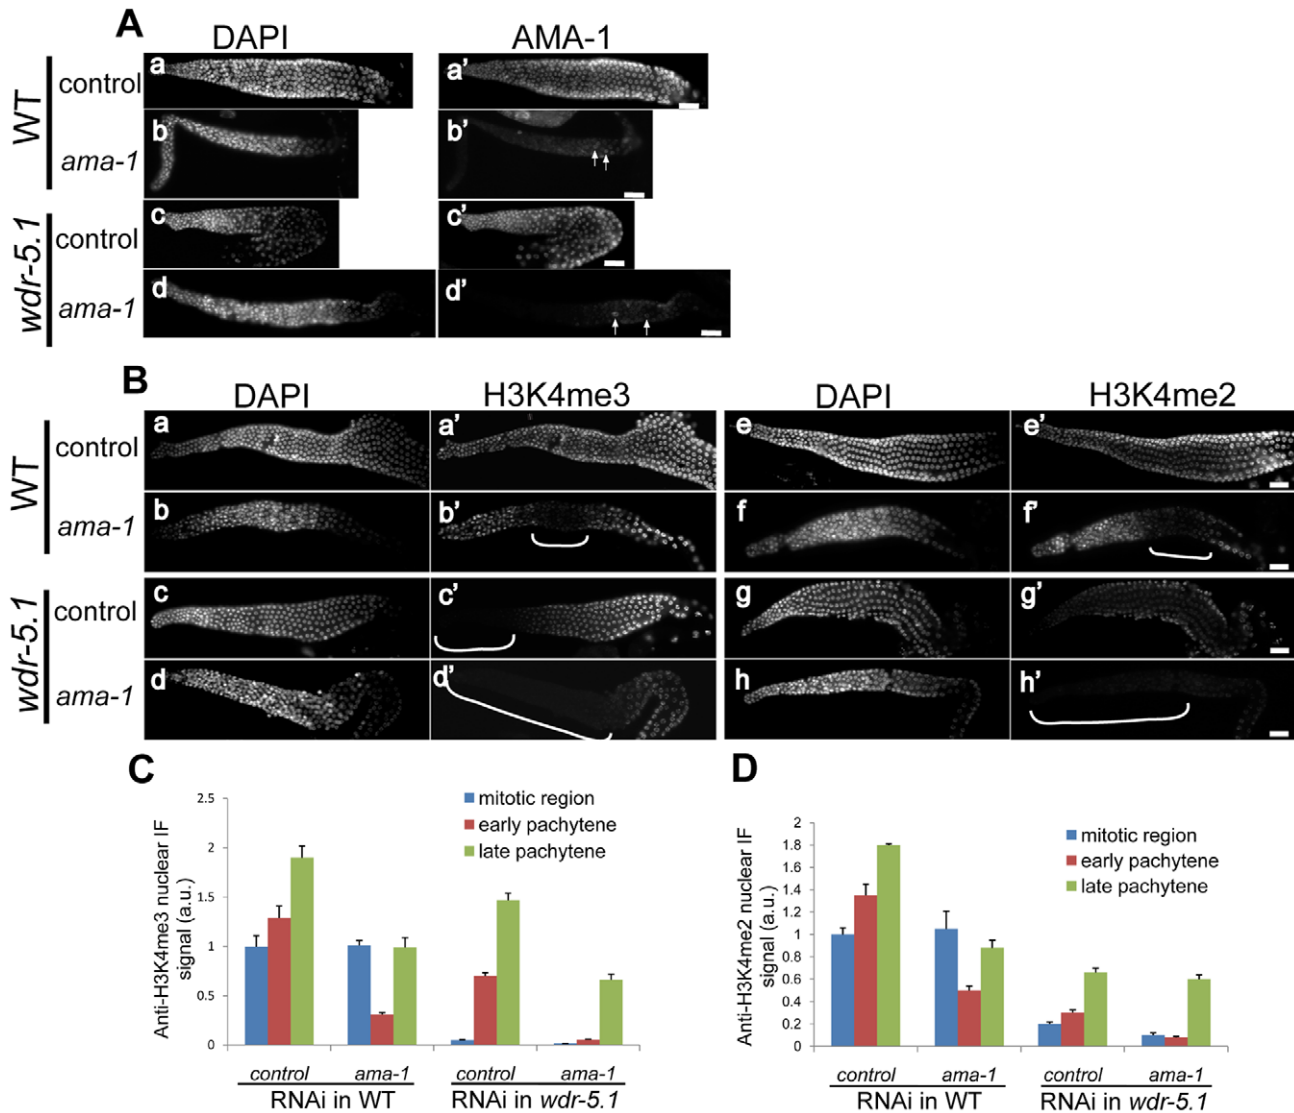 A
DAPI
AMA-1
WT
control
a
a'
ama-1
b
b'
wdr-5.1
control
c
c'
ama-1
d
d'
B
DAPI
H3K4me3
DAPI
H3K4me2
WT
control
a
a'
e
e'
ama-1
b
b'
f
f'
wdr-5.1
control
c
c'
g
g'
ama-1
d
d'
h
h'
C
Anti-H3K4me3 nuclear IF
signal (a.u.)
2.5
2
1.5
1
0.5
0
mitotic region
early pachytene
late pachytene
control
ama-1
control
ama-1
RNAi in WT
RNAi in wdr-5.1
D
Anti-H3K4me2 nuclear IF
signal (a.u.)
2
1.8
1.6
1.4
1.2
1
0.8
0.6
0.4
0.2
0
mitotic region
early pachytene
late pachytene
control
ama-1
control
ama-1
RNAi in WT
RNAi in wdr-5.1